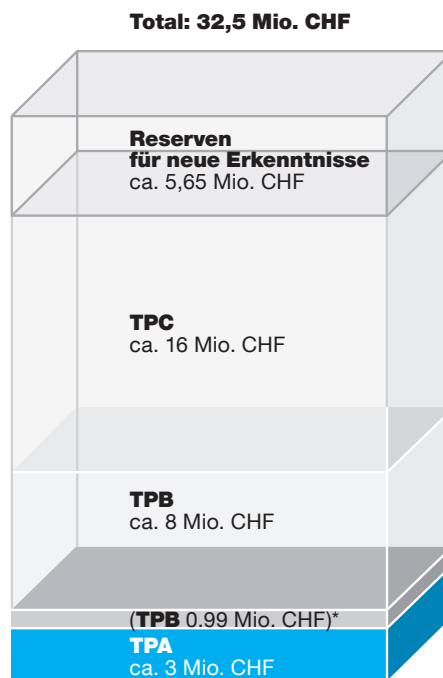 Total: 32,5 Mio. CHF
Reserven
für neue Erkenntnisse
ca. 5,65 Mio. CHF
TPC
ca. 16 Mio. CHF
TPB
ca. 8 Mio. CHF
(TPB 0.99 Mio. CHF)*
TPA
ca. 3 Mio. CHF